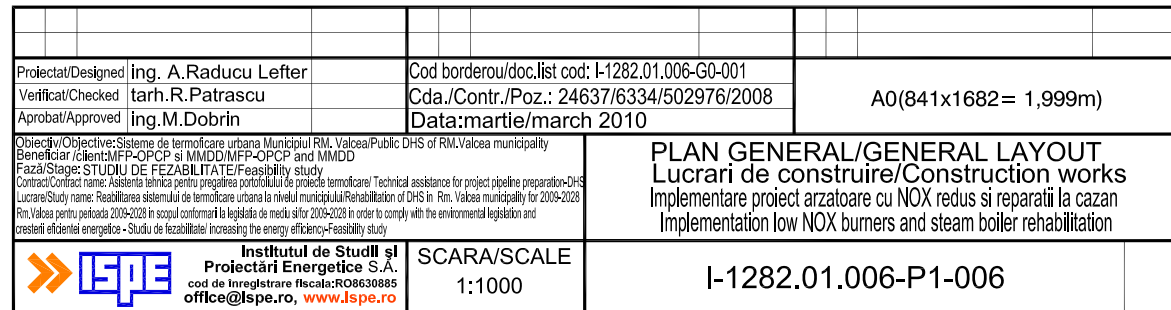 Proiectat/Designed ing. A.Raducu Lefter
Cod borderou/doc.list cod: I-1282.01.006-G0-001
Verificat/Checked tarh.R.Patrascu
Cda./Contr./Poz.: 24637/6334/502976/2008
A0(841x1682= 1,999m)
Aprobat/Approved ing.M.Dobrin
Data:martie/march 2010
Obiectiv/Objective:Sisteme de termoficare urbana Municipiul RM. Valcea/Public DHS of RM.Valcea municipality
Beneficiar/client:MFP-OPCP si MMDD/MFP-OPCP and MMDD
Fază/Stage: STUDIU DE FEZABILITATE/Feasibility study
Contract/Contract name: Asistenta tehnica pentru pregatirea portofoliului de proiecte termoficare/ Technical assistance for project pipeline preparation-DHS
Lucrare/Study name: Reabilitarea sistemului de termoficare urbana la nivelul municipiului/Rehabilitation of DHS in Rm. Valcea municipality for 2009-2028
Rm,Valcea pentru perioada 2009-2028 in scopul conformarii la legislatia de mediu si/for 2009-2028 in order to comply with the environmental legislation and
cresterii eficientei energetice - Studiu de fezabilitate/ increasing the energy efficiency-Feasibility study
PLAN GENERAL/GENERAL LAYOUT
Lucrari de construire/Construction works
Implementare proiect arzatoare cu NOX redus si reparatii la cazan
Implementation low NOX burners and steam boiler rehabilitation
ISPE
Institutul de Studii şi
Proiectări Energetice S.A.
cod de înregistrare fiscala:RO8630885
office@ispe.ro, www.ispe.ro
SCARA/SCALE
1:1000
I-1282.01.006-P1-006